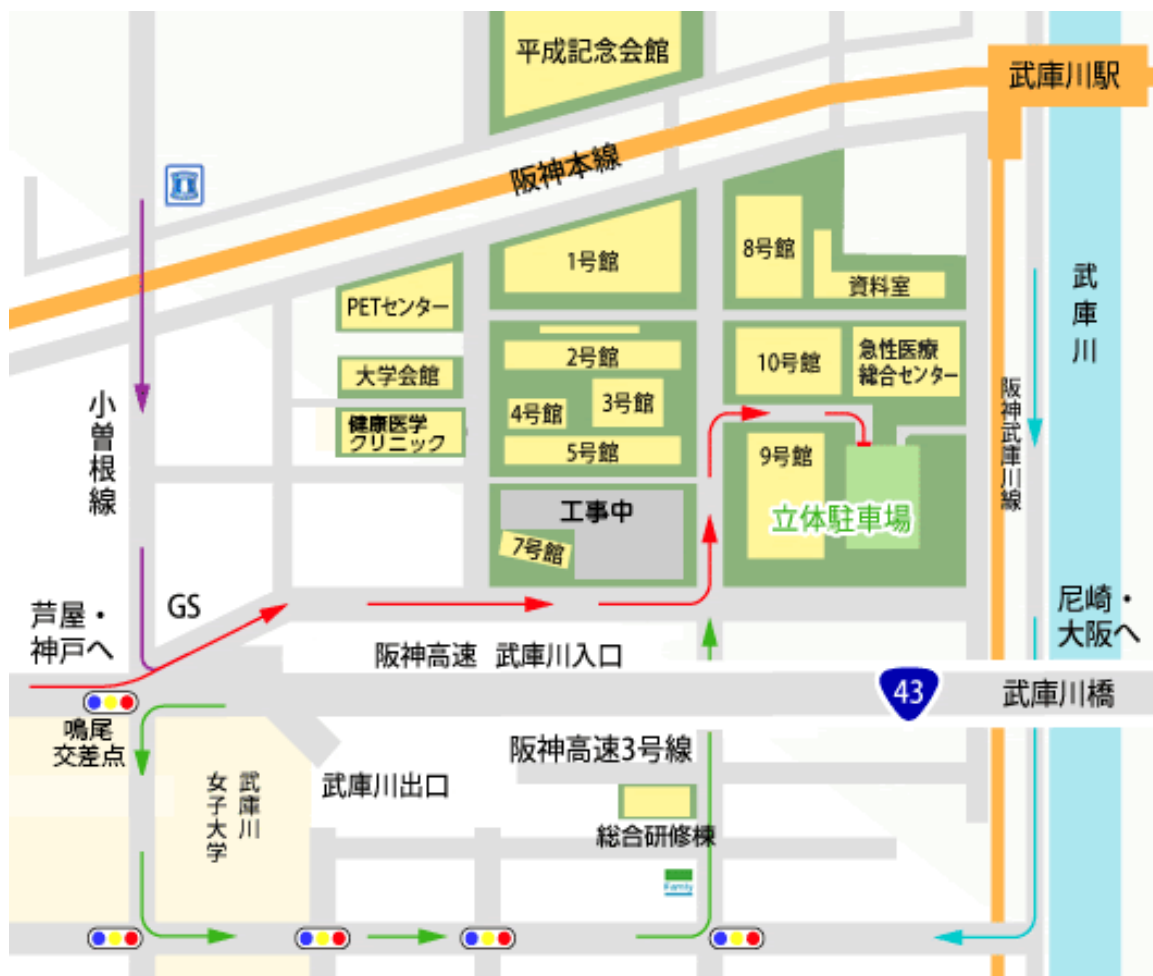 平成記念会館
武庫川駅
阪神本線
1号館
8号館
資料室
武庫川
PETセンター
2号館
10号館
急性医療
総合センター
大学会館
3号館
4号館
健康医学
クリニック
5号館
9号館
小曽根線
阪神武庫川線
工事中
立体駐車場
7号館
GS
芦屋・
神戸へ
尼崎・
大阪へ
阪神高速 武庫川入口
43
武庫川橋
鳴尾
交差点
阪神高速3号線
武庫川
女子大学
武庫川出口
総合研修棟
Family